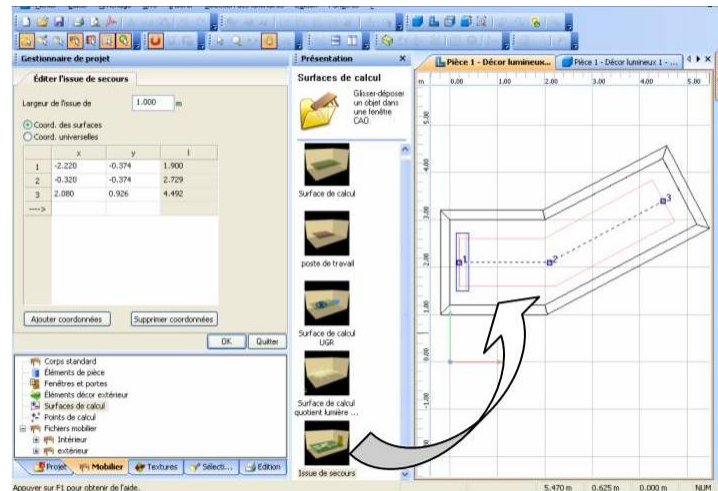 Gestionnaire de projet
Éditer l'issue de secours
Largeur de l'issue de 1.000 m
Coord. des surfaces
Coord. universelles
x y l
1 -2.220 -0.374 1.900
2 -0.320 -0.374 2.729
3 2.080 0.926 4.492
---->
Ajouter coordonnées Supprimer coordonnées
OK Quitter
Corps standard
Éléments de pièce
Fenêtres et portes
Éléments décor extérieur
Surfaces de calcul
Points de calcul
Fichiers mobilier
Intérieur
extérieur
Projet Mobilier Textures Sélecti... Edition
Appuyer sur F1 pour obtenir de l'aide.
Présentation ×
Surfaces de calcul
Glisser-déposer
un objet dans
une fenêtre
CAO.
Surface de calcul
poste de travail
Surface de calcul
UGR
Surface de calcul
quotient lumière ...
Issue de secours
Pièce 1 - Décor lumineux... Pièce 1 - Décor lumineux 1 - ...
m 0.00 1.00 2.00 3.00 4.00 5.00
5.00
4.00
3.00
2.00
1.00
0.00
-1.00
1
2
3
5.470 m 0.625 m 0.000 m NUM